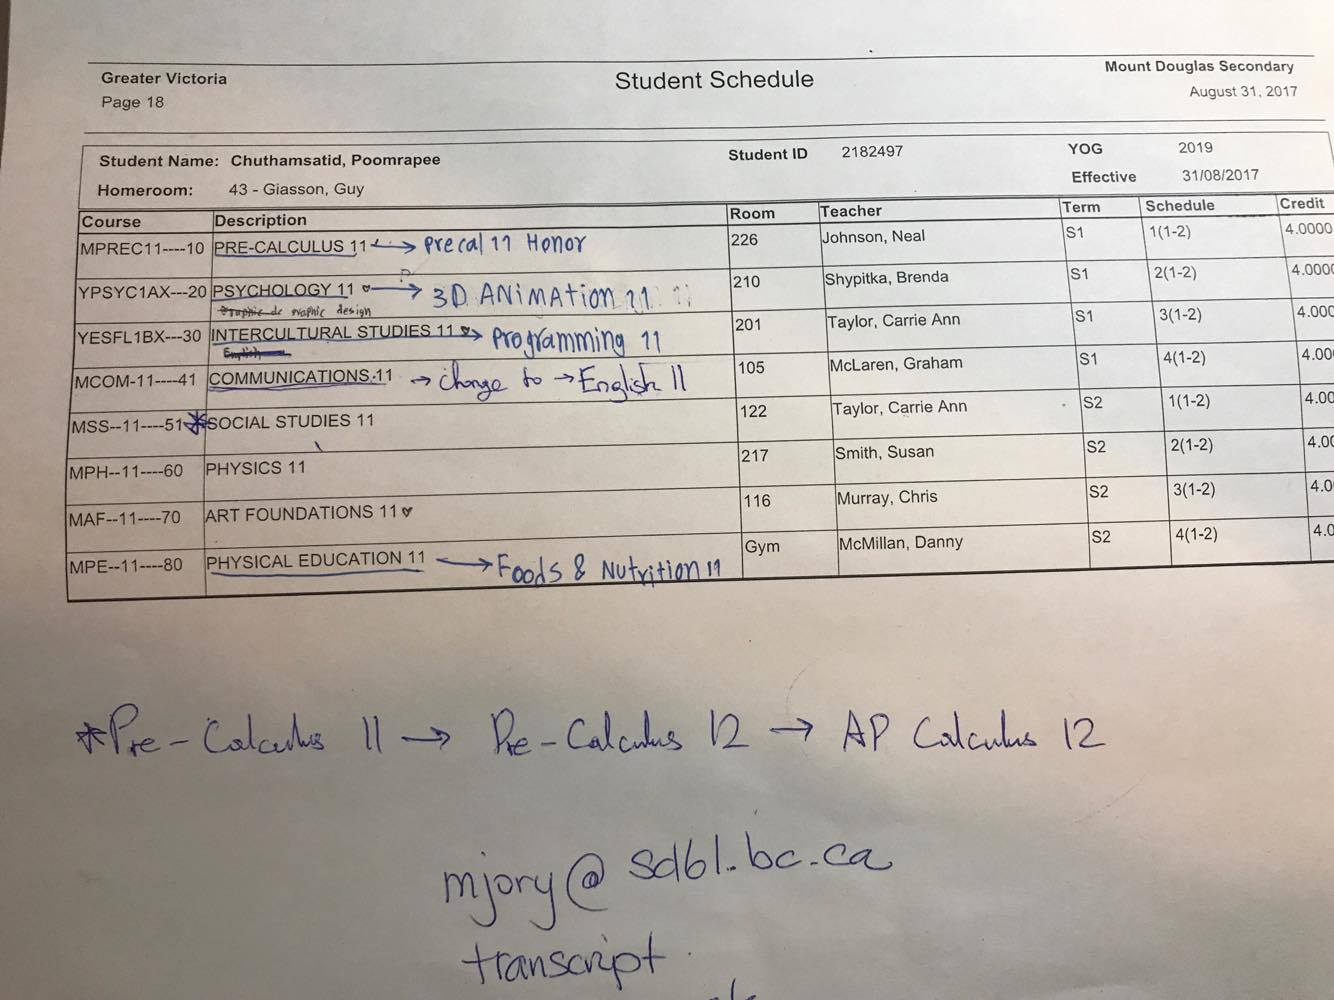 Greater Victoria Student Schedule Mount Douglas Secondary
Page 18 August 31, 2017
Student Name: Chuthamsatid, Poomrapee Student ID 2182497 YOG 2019
Homeroom: 43 - Giasson, Guy Effective 31/08/2017
Course Description Room Teacher Term Schedule Credit
MPREC11----10 PRE-CALCULUS 11 → Precal 11 Honor 226 Johnson, Neal S1 1(1-2) 4.0000
YPSYC1AX---20 PSYCHOLOGY 11 → 3D ANIMATION 11 210 Shypitka, Brenda S1 2(1-2) 4.0000
graphic design
YESFL1BX---30 INTERCULTURAL STUDIES 11 → Programming 11 201 Taylor, Carrie Ann S1 3(1-2) 4.000
English
MCOM-11----41 COMMUNICATIONS-11 → change to → English 11 105 McLaren, Graham S1 4(1-2) 4.00
MSS--11----51 * SOCIAL STUDIES 11 122 Taylor, Carrie Ann S2 1(1-2) 4.00
MPH--11----60 PHYSICS 11 217 Smith, Susan S2 2(1-2) 4.00
MAF--11----70 ART FOUNDATIONS 11 116 Murray, Chris S2 3(1-2) 4.0
MPE--11----80 PHYSICAL EDUCATION 11 → Foods & Nutrition 11 Gym McMillan, Danny S2 4(1-2) 4.0
*Pre-Calculus 11 → Pre-Calculus 12 → AP Calculus 12
mjory@sd61.bc.ca
transcript